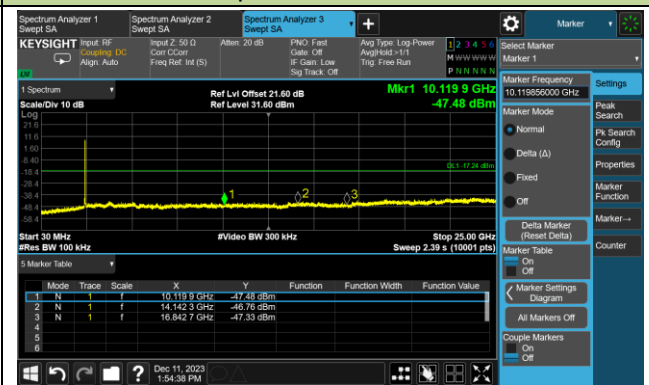 Spectrum Analyzer 1
Swept SA
Spectrum Analyzer 2
Swept SA
Spectrum Analyzer 3
Swept SA
+
Marker
KEYSIGHT
Input: RF
Coupling: DC
Align: Auto
Input Z: 50 Ω
Corr CCorr
Freq Ref: Int (S)
Atten: 20 dB
PNO: Fast
Gate: Off
IF Gain: Low
Sig Track: Off
Avg Type: Log-Power
Avg|Hold:>1/1
Trig: Free Run
1 2 3 4 5 6
M W W W W W
P N N N N N
Select Marker
Marker 1
LW
1 Spectrum
Scale/Div 10 dB
Log
Ref Lvl Offset 21.60 dB
Ref Level 31.60 dBm
Mkr1 10.119 9 GHz
-47.48 dBm
21.6
11.6
1.60
-8.40
-18.4
-28.4
-38.4
-48.4
-58.4
DL1 -17.24 dBm
1
2
3
Start 30 MHz
#Res BW 100 kHz
#Video BW 300 kHz
Stop 25.00 GHz
Sweep 2.39 s (10001 pts)
5 Marker Table
Mode Trace Scale X Y Function Function Width Function Value
1 N 1 f 10.119 9 GHz -47.48 dBm
2 N 1 f 14.142 3 GHz -46.76 dBm
3 N 1 f 16.842 7 GHz -47.33 dBm
4
5
6
Marker Frequency
10.119856000 GHz
Marker Mode
Normal
Delta (Δ)
Fixed
Off
Delta Marker
(Reset Delta)
Marker Table
On
Off
Marker Settings
Diagram
All Markers Off
Couple Markers
On
Off
Settings
Peak
Search
Pk Search
Config
Properties
Marker
Function
Marker→
Counter
?
Dec 11, 2023
1:54:38 PM